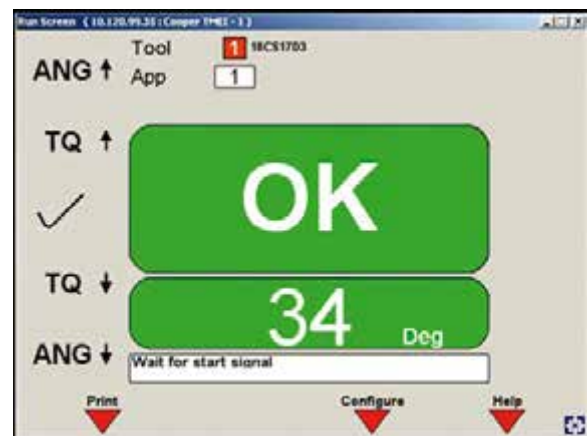 Run Screen ( 10.120.99.35 : Cooper TMEI - 1 )
Tool 1 18CS1703
ANG
App 1
TQ
OK
TQ
34 Deg
ANG
Wait for start signal
Print Configure Help